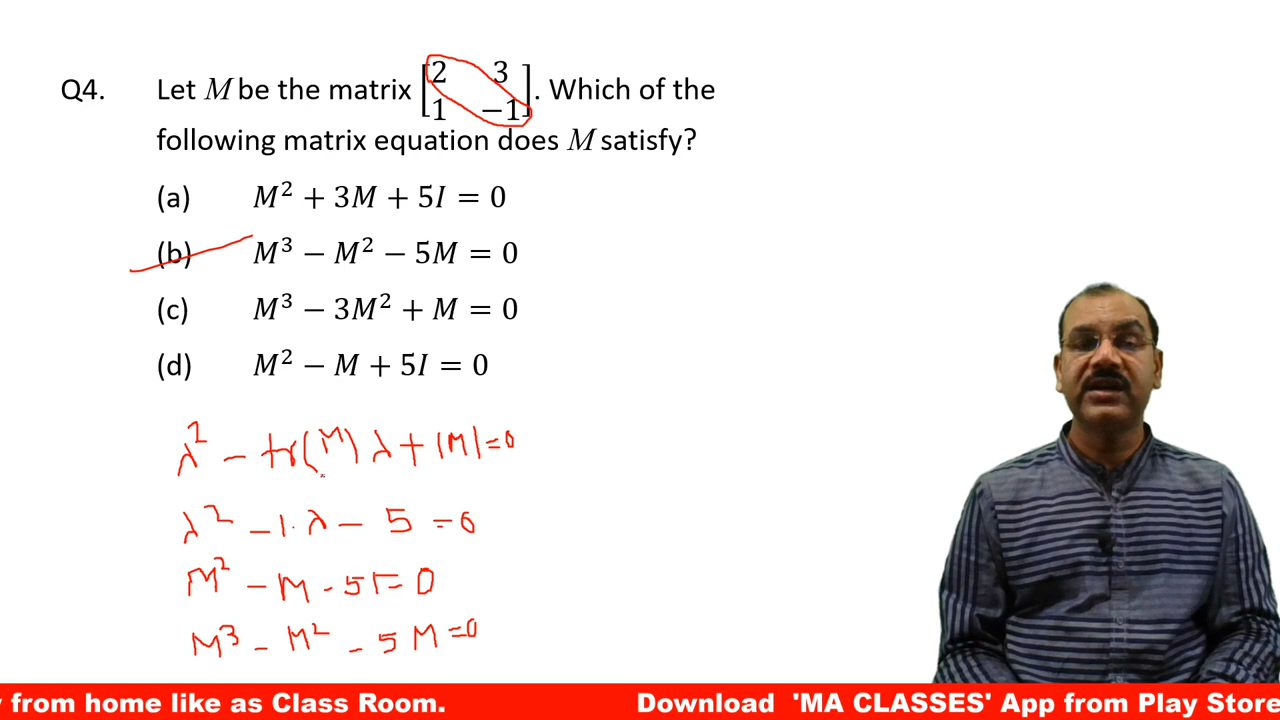 Q4. Let M be the matrix [2 3
1 −1]. Which of the
following matrix equation does M satisfy?
(a) M² + 3M + 5I = 0
(b) M³ − M² − 5M = 0
(c) M³ − 3M² + M = 0
(d) M² − M + 5I = 0
λ² − tr(M) λ + |M| = 0
λ² − 1·λ − 5 = 0
M² − M - 5I = 0
M³ − M² − 5M = 0
y from home like as Class Room. Download 'MA CLASSES' App from Play Store